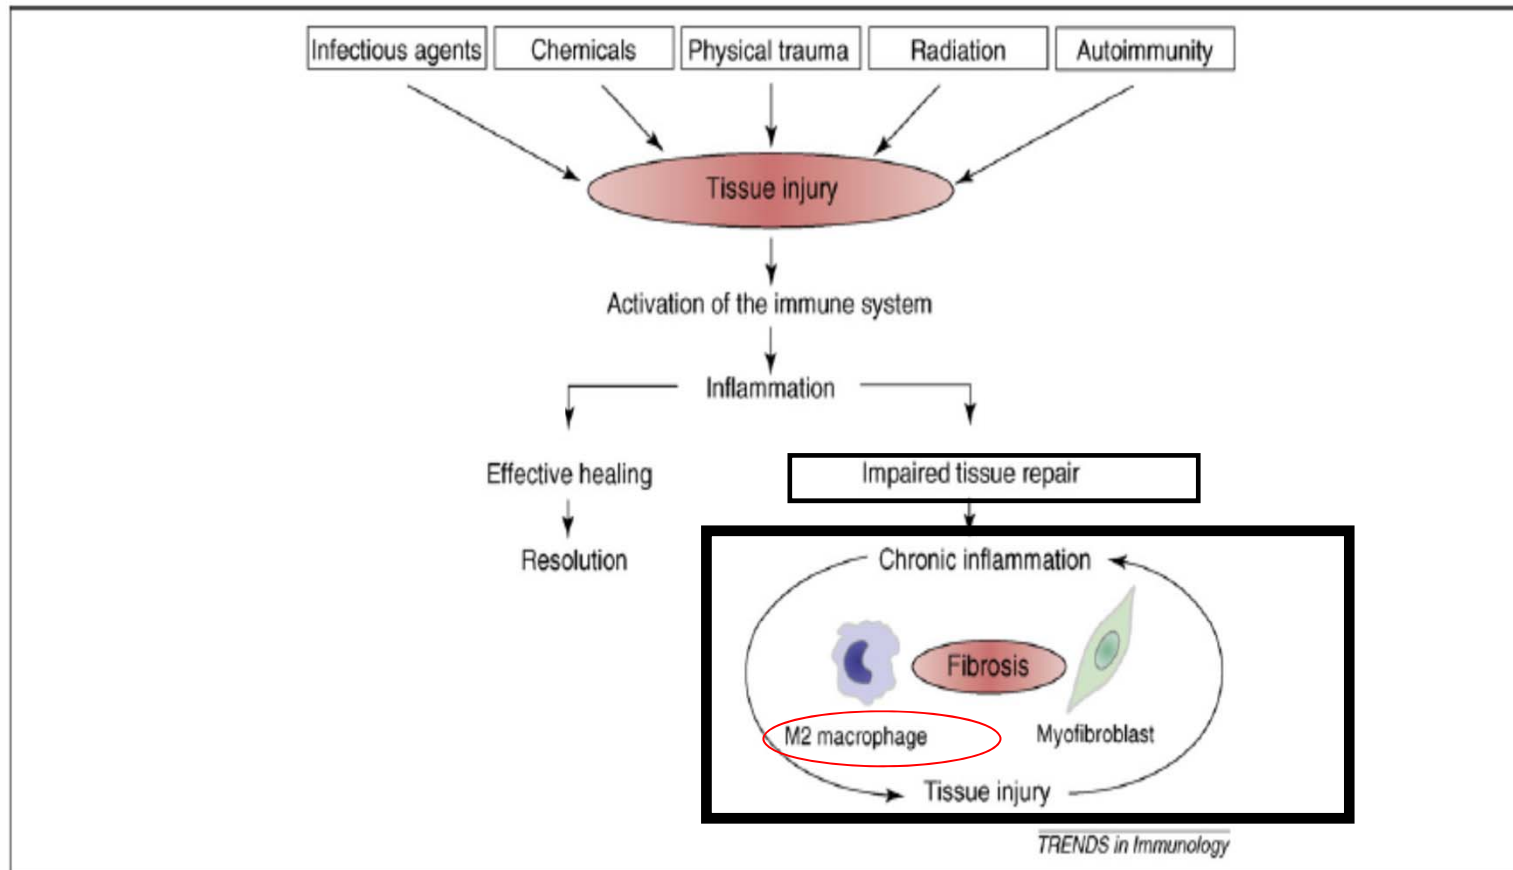 Infectious agents
Chemicals
Physical trauma
Radiation
Autoimmunity
Tissue injury
Activation of the immune system
Inflammation
Effective healing
Impaired tissue repair
Resolution
Chronic inflammation
Fibrosis
M2 macrophage
Myofibroblast
Tissue injury
TRENDS in Immunology